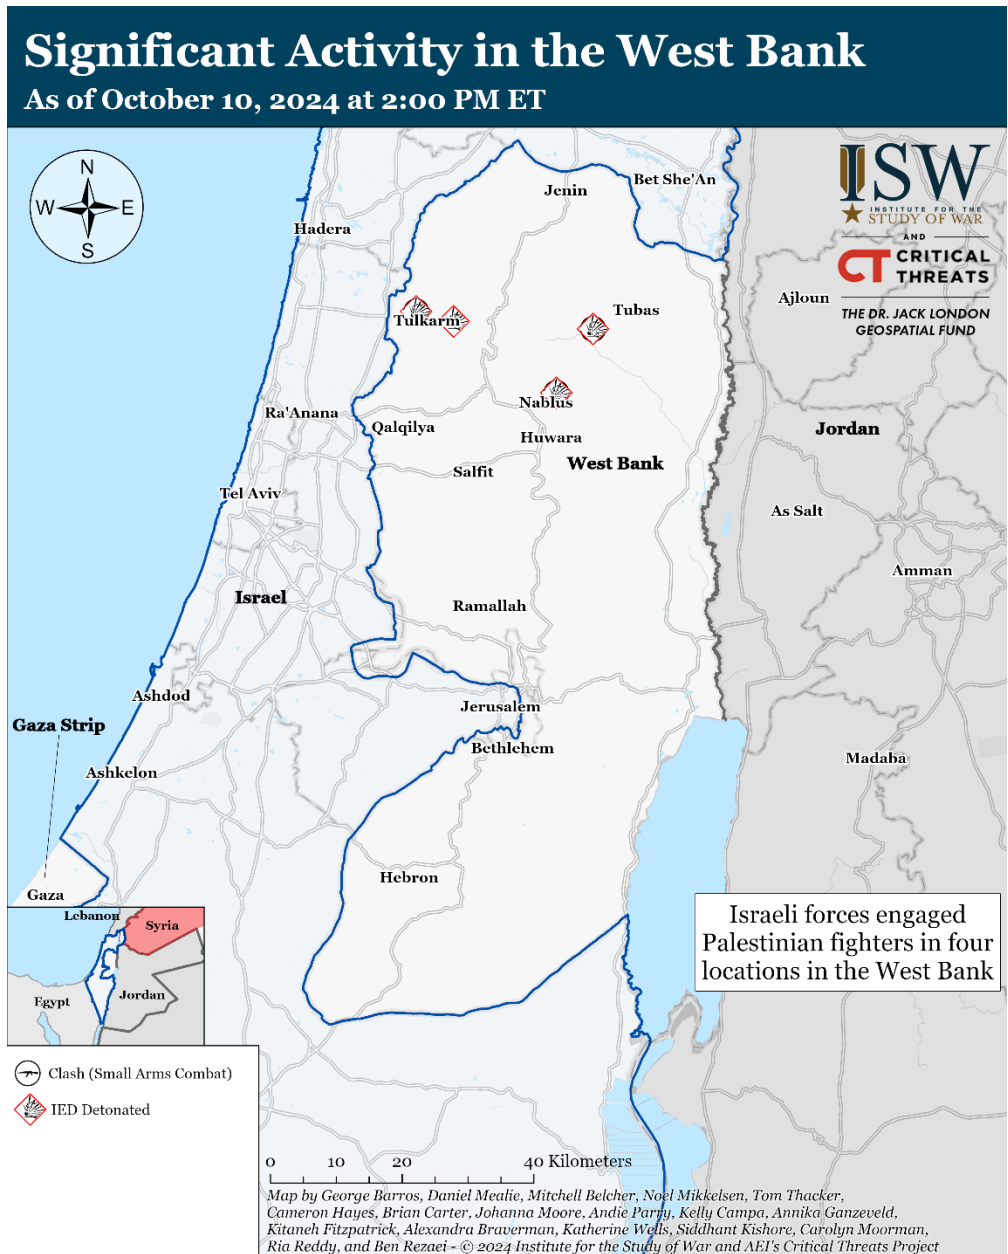 Significant Activity in the West Bank
As of October 10, 2024 at 2:00 PM ET
N
W E
S
ISW
INSTITUTE FOR THE
STUDY OF WAR
AND
CT CRITICAL
THREATS
THE DR. JACK LONDON
GEOSPATIAL FUND
Bet She'An
Jenin
Hadera
Ajloun
Tubas
Tulkarm
Nablus
Ra'Anana
Qalqilya
Huwara
Jordan
West Bank
Salfit
Tel Aviv
As Salt
Amman
Israel
Ramallah
Ashdod
Jerusalem
Gaza Strip
Bethlehem
Madaba
Ashkelon
Hebron
Gaza
Israeli forces engaged
Palestinian fighters in four
locations in the West Bank
Lebanon
Syria
Egypt
Jordan
Clash (Small Arms Combat)
IED Detonated
0 10 20 40 Kilometers
Map by George Barros, Daniel Mealie, Mitchell Belcher, Noel Mikkelsen, Tom Thacker,
Cameron Hayes, Brian Carter, Johanna Moore, Andie Parry, Kelly Campa, Annika Ganzeveld,
Kitaneh Fitzpatrick, Alexandra Braverman, Katherine Wells, Siddhant Kishore, Carolyn Moorman,
Ria Reddy, and Ben Rezaei - © 2024 Institute for the Study of War and AEI's Critical Threats Project